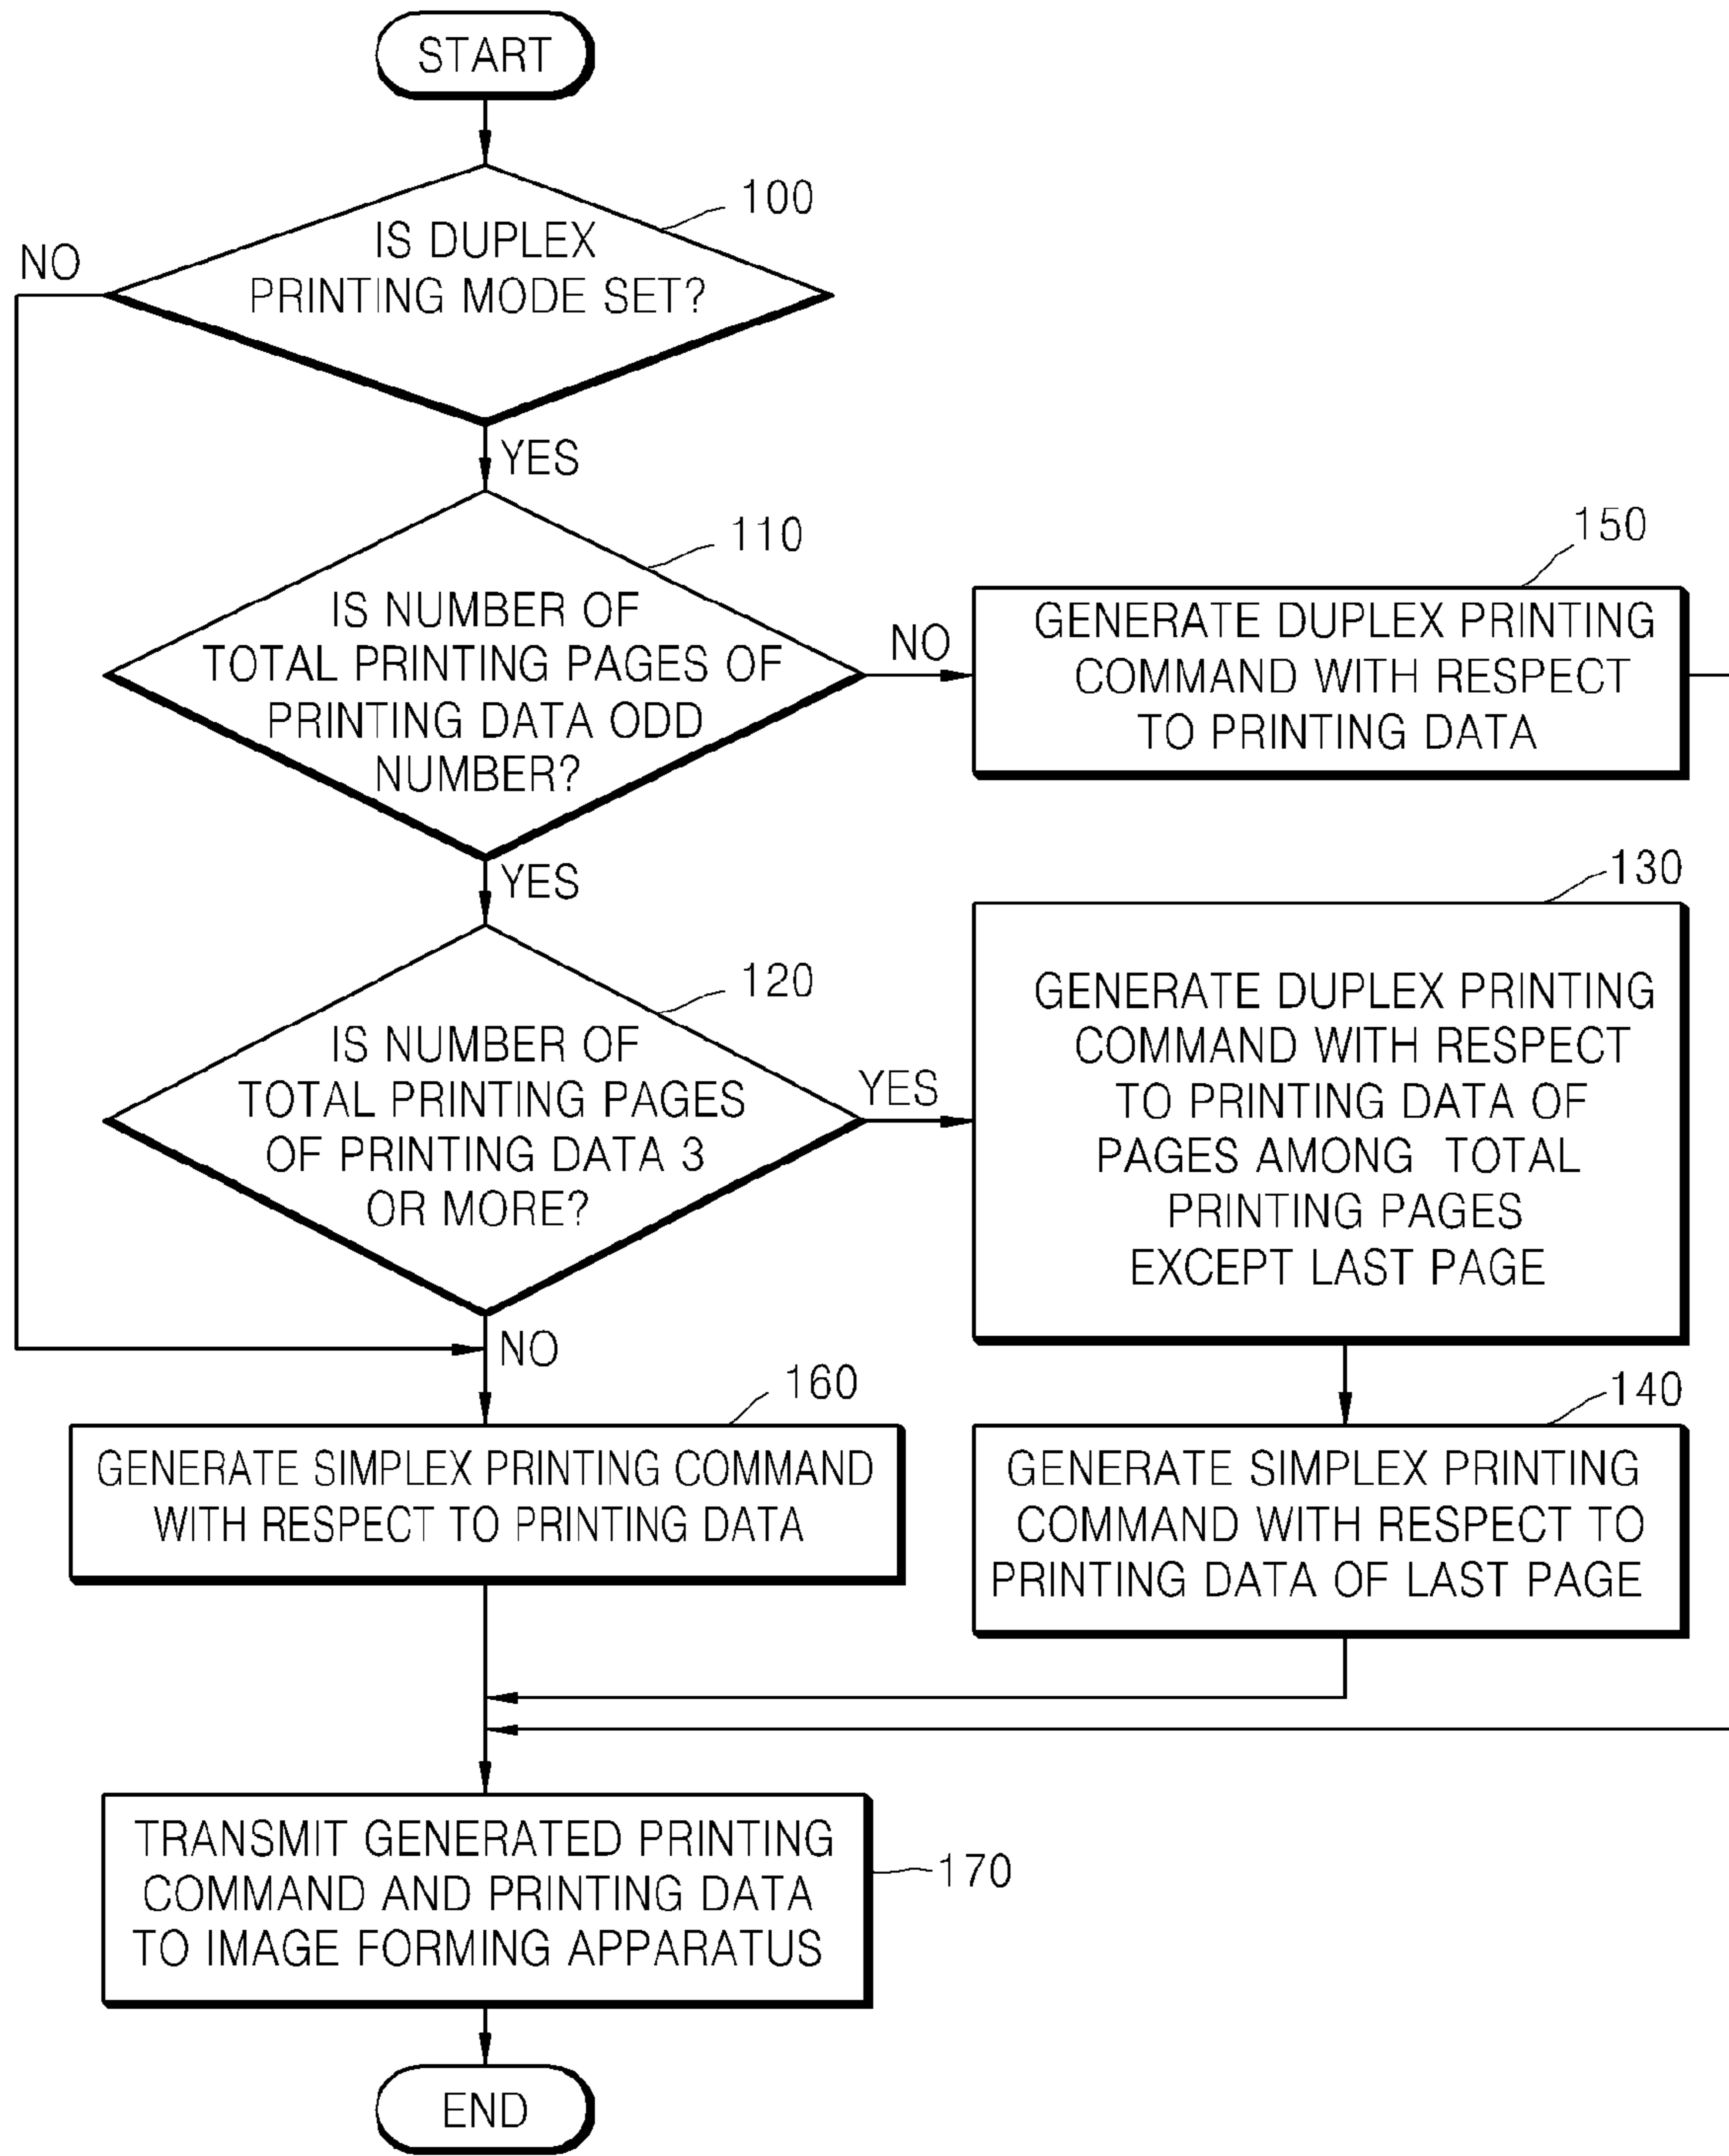 START
100
IS DUPLEX
PRINTING MODE SET?
NO
YES
110
IS NUMBER OF
TOTAL PRINTING PAGES OF
PRINTING DATA ODD
NUMBER?
NO
150
GENERATE DUPLEX PRINTING
COMMAND WITH RESPECT
TO PRINTING DATA
YES
120
IS NUMBER OF
TOTAL PRINTING PAGES
OF PRINTING DATA 3
OR MORE?
YES
130
GENERATE DUPLEX PRINTING
COMMAND WITH RESPECT
TO PRINTING DATA OF
PAGES AMONG TOTAL
PRINTING PAGES
EXCEPT LAST PAGE
NO
160
GENERATE SIMPLEX PRINTING COMMAND
WITH RESPECT TO PRINTING DATA
140
GENERATE SIMPLEX PRINTING
COMMAND WITH RESPECT TO
PRINTING DATA OF LAST PAGE
TRANSMIT GENERATED PRINTING
COMMAND AND PRINTING DATA
TO IMAGE FORMING APPARATUS
170
END